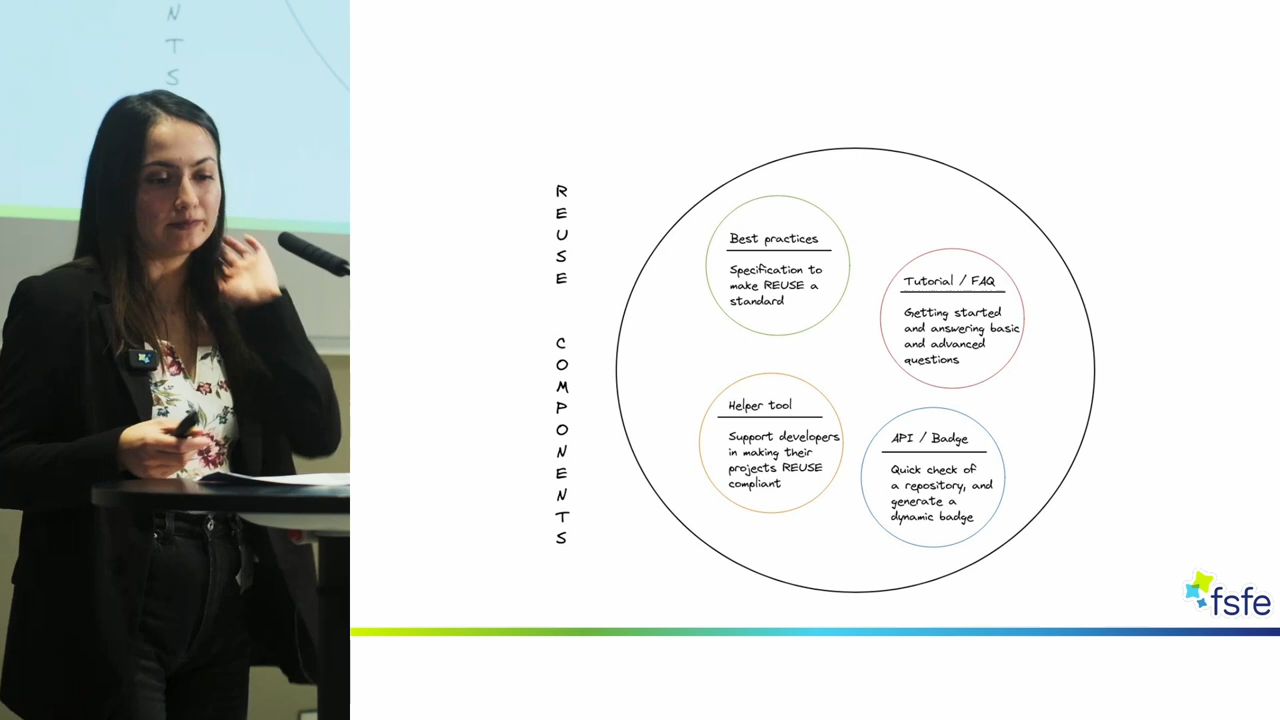 N
T
S
R
E
U
S
E
C
O
M
P
O
N
E
N
T
S
Best practices
Specification to
make REUSE a
standard
Tutorial / FAQ
Getting started
and answering basic
and advanced
questions
Helper tool
Support developers
in making their
projects REUSE
compliant
API / Badge
Quick check of
a repository, and
generate a
dynamic badge
fsfe